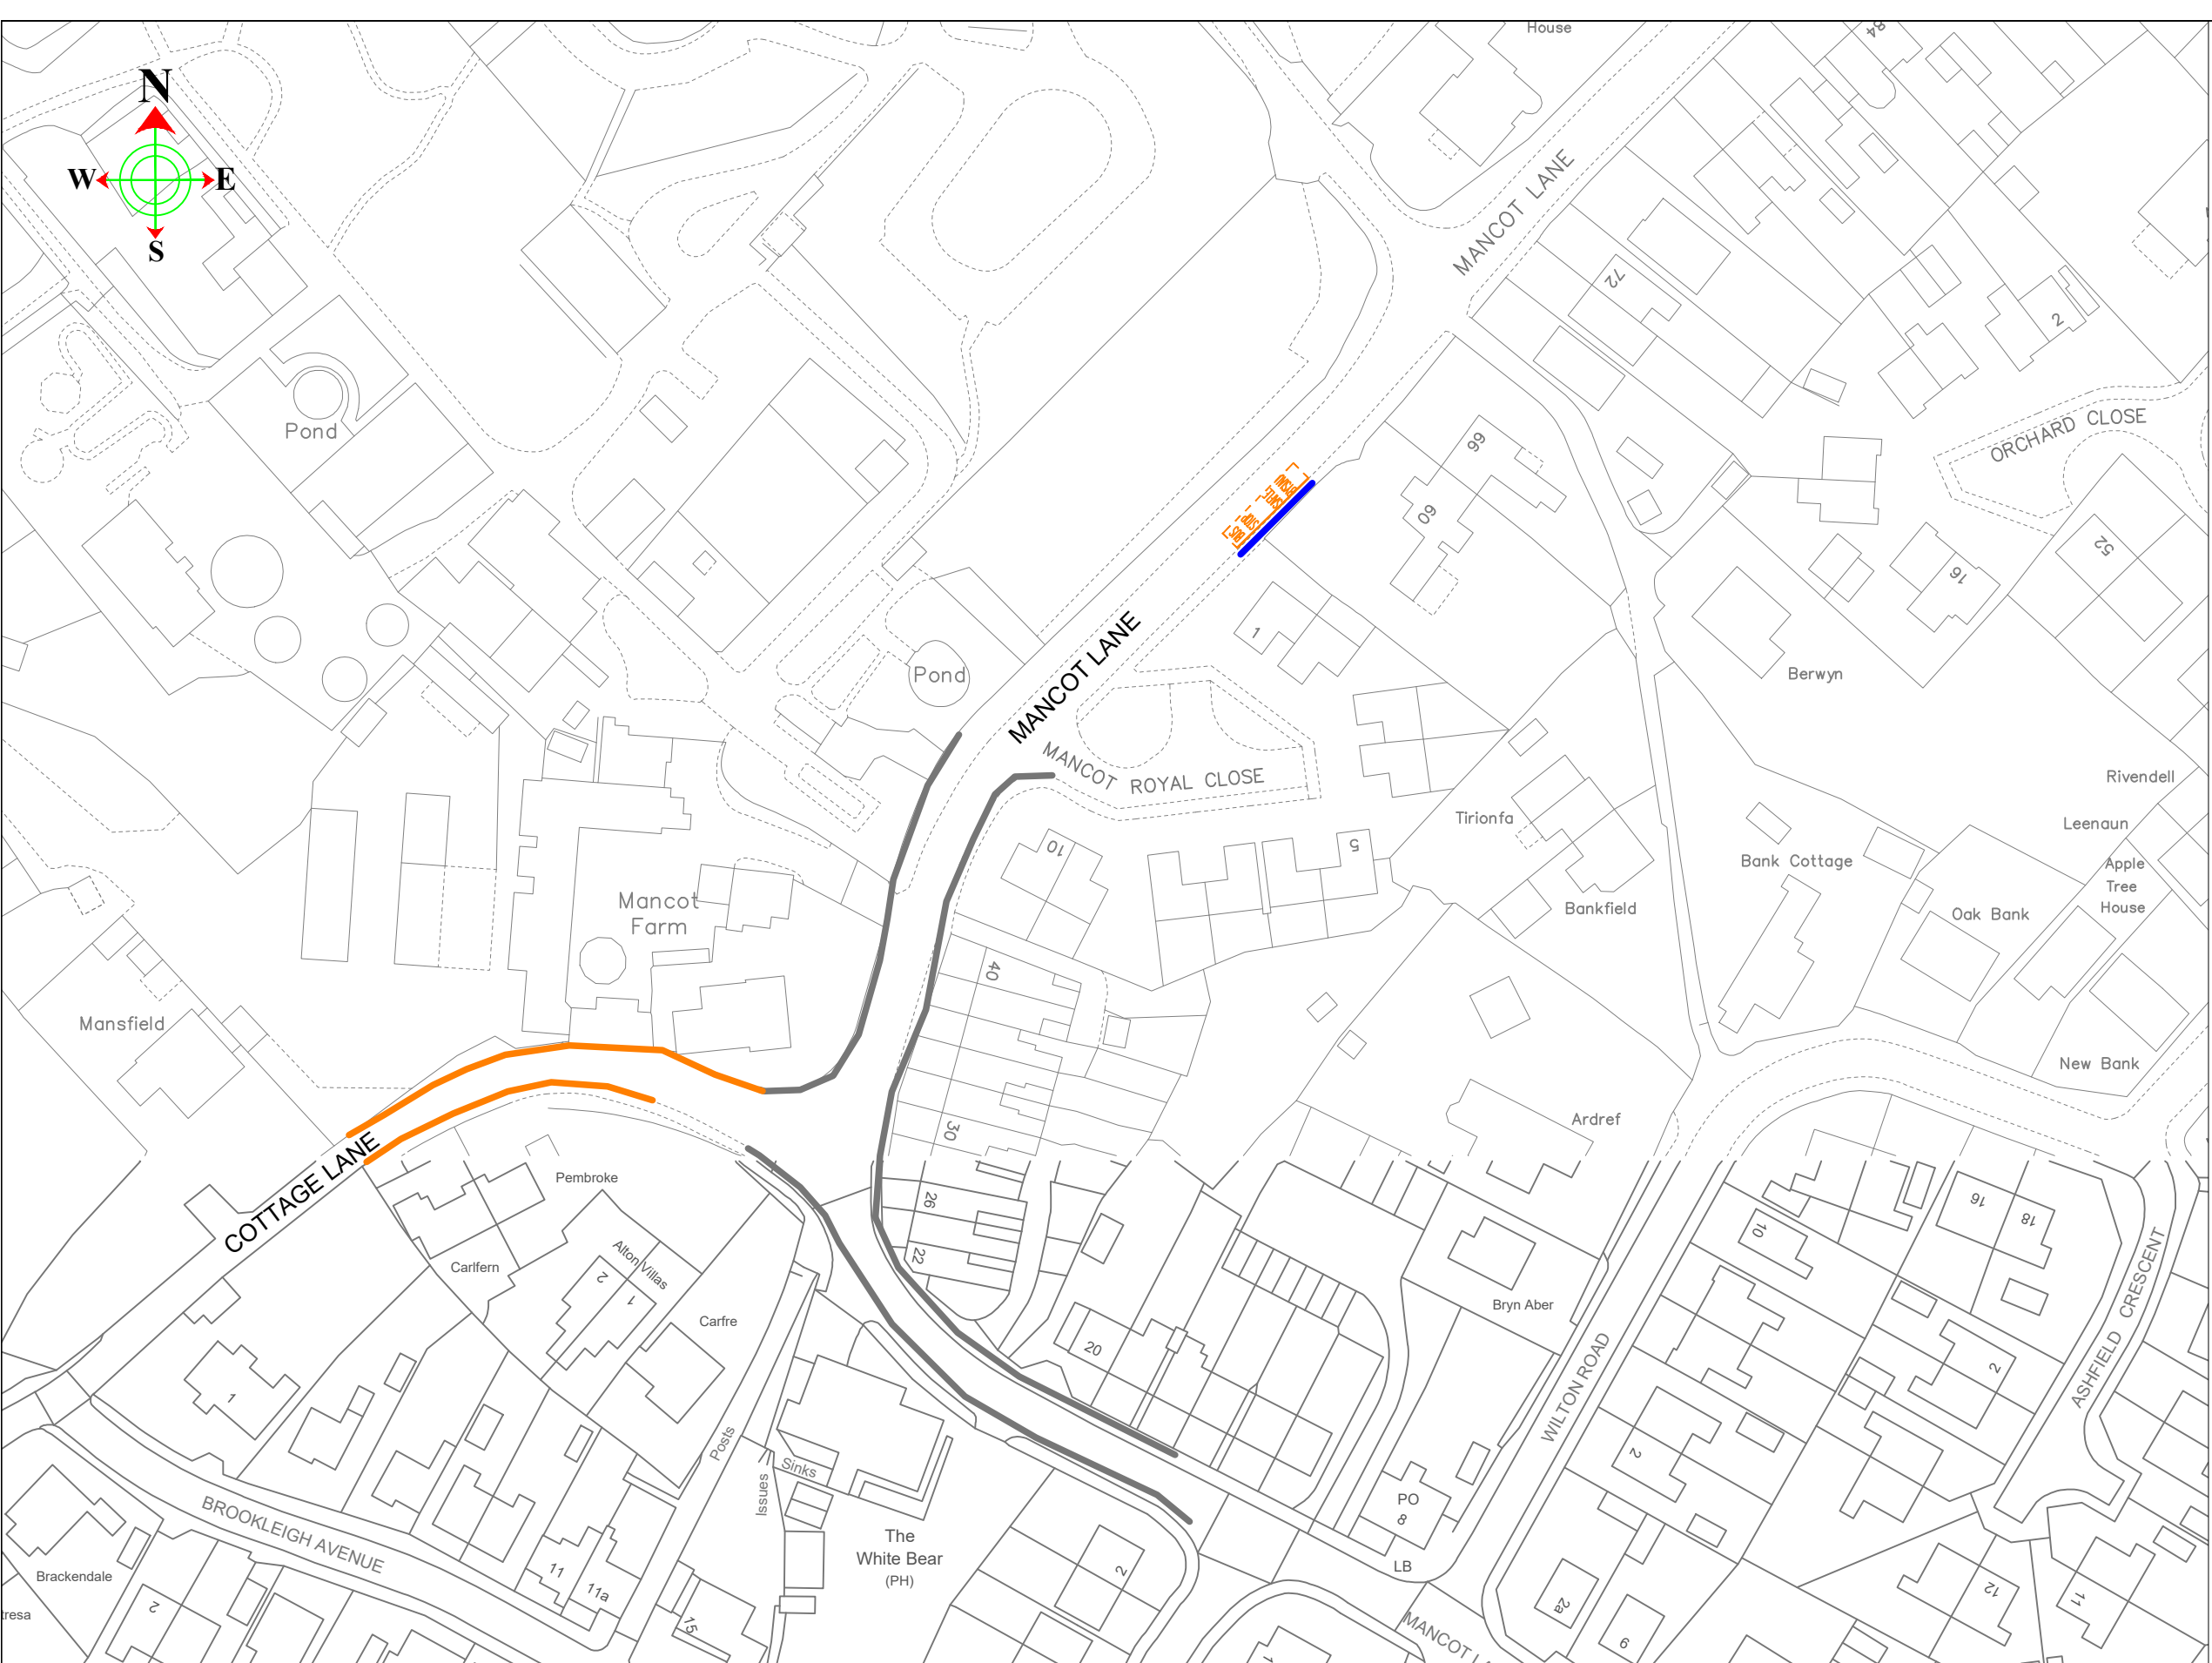 House
84
N
W
E
S
MANCOT LANE
72
2
Pond
ORCHARD CLOSE
66
60
52
16
1
MANCOT LANE
Pond
Berwyn
MANCOT ROYAL CLOSE
Rivendell
Tirionfa
Leenaun
10
5
Bank Cottage
Apple
Tree
House
Mancot
Farm
Bankfield
Oak Bank
40
Mansfield
New Bank
30
Ardref
COTTAGE LANE
Pembroke
26
16
18
10
22
Carlfern
Alton Villas
2
1
Carfre
Bryn Aber
ASHFIELD CRESCENT
20
WILTON ROAD
2
1
Posts
2
Sinks
Issues
PO
8
BROOKLEIGH AVENUE
The
White Bear
(PH)
LB
11
11a
2
Brackendale
2
12
11
2a
tresa
15
9
MANCOT LA